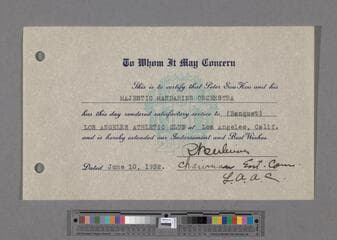 To Whom It May Concern
This is to certify that Peter Soo Hoo and his
MAJESTIC MANDARINS ORCHESTRA
has this day rendered satisfactory service to (Banquet)
LOS ANGELES ATHLETIC CLUB at Los Angeles, Calif.
and is hereby extended our Endorsement and Best Wishes.
Dated June 10, 1932.
Chairman Ent. Com
L.A.A.C